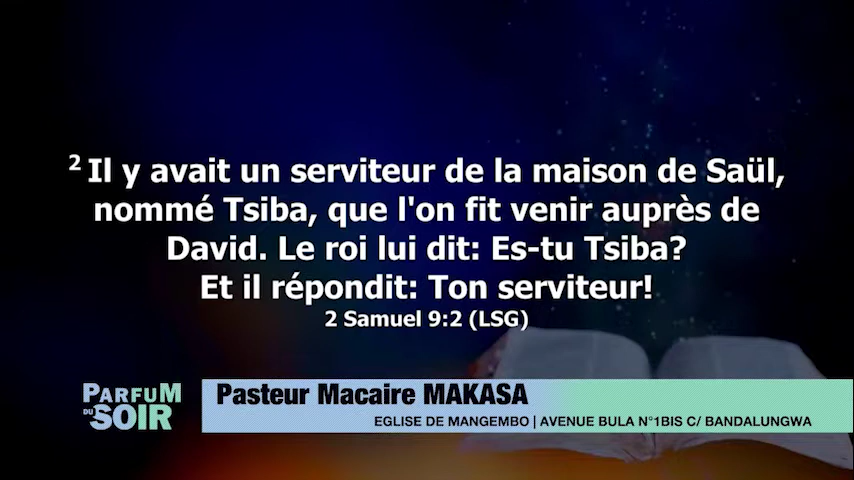 2 Il y avait un serviteur de la maison de Saül,
nommé Tsiba, que l'on fit venir auprès de
David. Le roi lui dit: Es-tu Tsiba?
Et il répondit: Ton serviteur!
2 Samuel 9:2 (LSG)
PARFUM
DU SOIR
Pasteur Macaire MAKASA
EGLISE DE MANGEMBO | AVENUE BULA N°1BIS C/ BANDALUNGWA